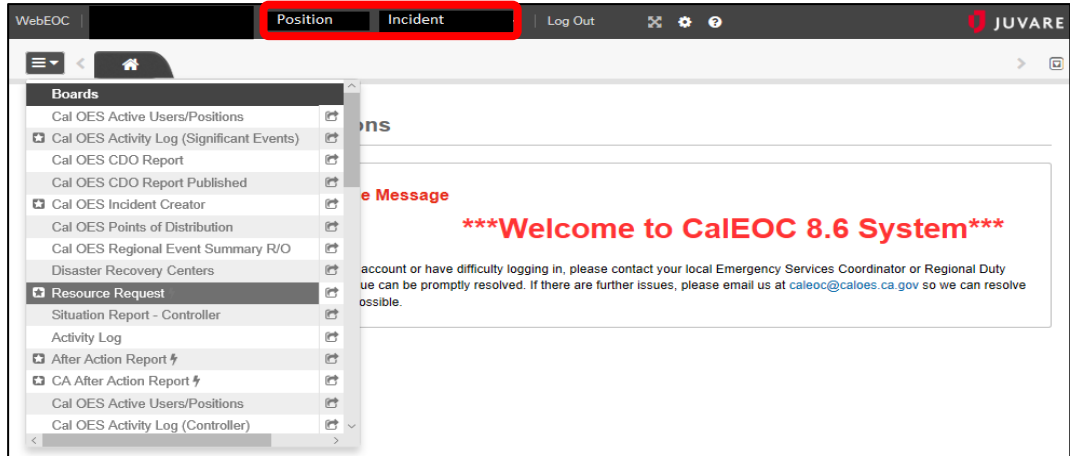 WebEOC | Position Incident | Log Out JUVARE
Boards
Cal OES Active Users/Positions
Cal OES Activity Log (Significant Events)
Cal OES CDO Report
Cal OES CDO Report Published
Cal OES Incident Creator
Cal OES Points of Distribution
Cal OES Regional Event Summary R/O
Disaster Recovery Centers
Resource Request
Situation Report - Controller
Activity Log
After Action Report
CA After Action Report
Cal OES Active Users/Positions
Cal OES Activity Log (Controller)
ons
e Message
***Welcome to CalEOC 8.6 System***
account or have difficulty logging in, please contact your local Emergency Services Coordinator or Regional Duty
ue can be promptly resolved. If there are further issues, please email us at caleoc@caloes.ca.gov so we can resolve
ossible.